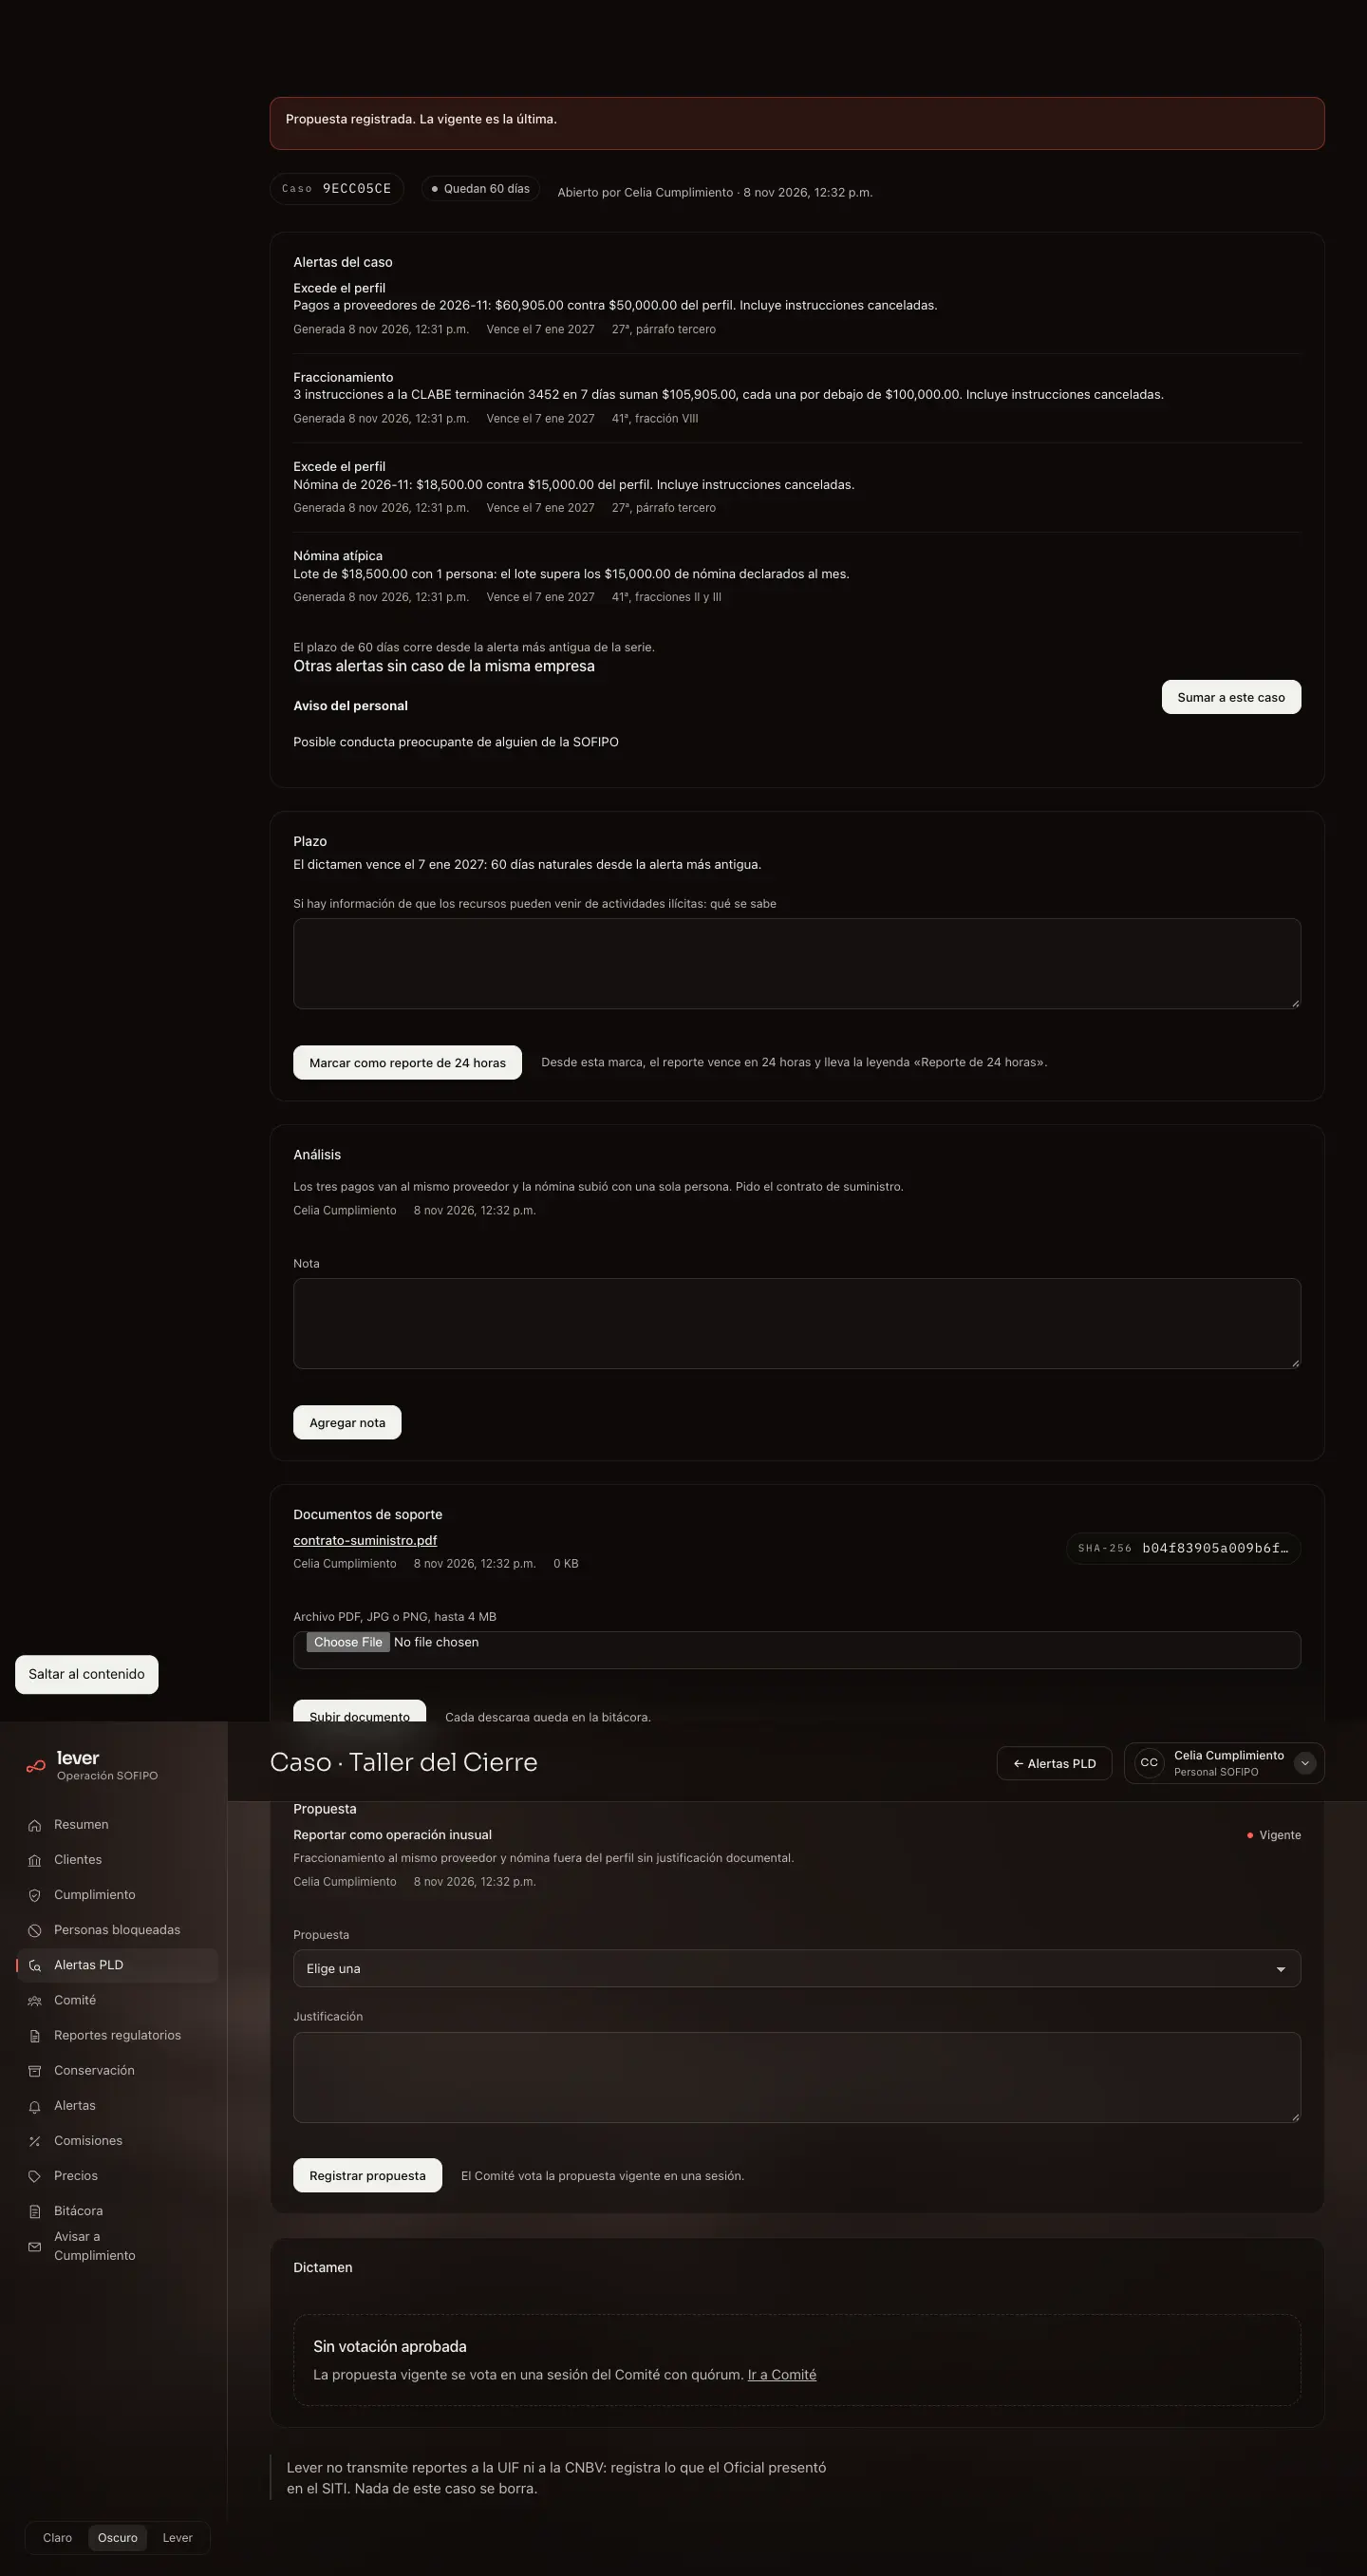 Propuesta registrada. La vigente es la última.
Caso 9ECC05CE
Quedan 60 días
Abierto por Celia Cumplimiento · 8 nov 2026, 12:32 p.m.
Alertas del caso
Excede el perfil
Pagos a proveedores de 2026-11: $60,905.00 contra $50,000.00 del perfil. Incluye instrucciones canceladas.
Generada 8 nov 2026, 12:31 p.m. Vence el 7 ene 2027 27ª, párrafo tercero
Fraccionamiento
3 instrucciones a la CLABE terminación 3452 en 7 días suman $105,905.00, cada una por debajo de $100,000.00. Incluye instrucciones canceladas.
Generada 8 nov 2026, 12:31 p.m. Vence el 7 ene 2027 41ª, fracción VIII
Excede el perfil
Nómina de 2026-11: $18,500.00 contra $15,000.00 del perfil. Incluye instrucciones canceladas.
Generada 8 nov 2026, 12:31 p.m. Vence el 7 ene 2027 27ª, párrafo tercero
Nómina atípica
Lote de $18,500.00 con 1 persona: el lote supera los $15,000.00 de nómina declarados al mes.
Generada 8 nov 2026, 12:31 p.m. Vence el 7 ene 2027 41ª, fracciones II y III
El plazo de 60 días corre desde la alerta más antigua de la serie.
Otras alertas sin caso de la misma empresa
Aviso del personal
Sumar a este caso
Posible conducta preocupante de alguien de la SOFIPO
Plazo
El dictamen vence el 7 ene 2027: 60 días naturales desde la alerta más antigua.
Si hay información de que los recursos pueden venir de actividades ilícitas: qué se sabe
Marcar como reporte de 24 horas
Desde esta marca, el reporte vence en 24 horas y lleva la leyenda «Reporte de 24 horas».
Análisis
Los tres pagos van al mismo proveedor y la nómina subió con una sola persona. Pido el contrato de suministro.
Celia Cumplimiento 8 nov 2026, 12:32 p.m.
Nota
Agregar nota
Documentos de soporte
contrato-suministro.pdf
SHA-256 b04f83905a009b6f…
Celia Cumplimiento 8 nov 2026, 12:32 p.m. 0 KB
Archivo PDF, JPG o PNG, hasta 4 MB
Choose File No file chosen
Saltar al contenido
Subir documento
Cada descarga queda en la bitácora.
lever
Operación SOFIPO
Caso · Taller del Cierre
← Alertas PLD
CC
Celia Cumplimiento
Personal SOFIPO
Resumen
Clientes
Cumplimiento
Personas bloqueadas
Alertas PLD
Comité
Reportes regulatorios
Conservación
Alertas
Comisiones
Precios
Bitácora
Avisar a
Cumplimiento
Propuesta
Reportar como operación inusual
Vigente
Fraccionamiento al mismo proveedor y nómina fuera del perfil sin justificación documental.
Celia Cumplimiento 8 nov 2026, 12:32 p.m.
Propuesta
Elige una
Justificación
Registrar propuesta
El Comité vota la propuesta vigente en una sesión.
Dictamen
Sin votación aprobada
La propuesta vigente se vota en una sesión del Comité con quórum. Ir a Comité
Lever no transmite reportes a la UIF ni a la CNBV: registra lo que el Oficial presentó
en el SITI. Nada de este caso se borra.
Claro
Oscuro
Lever